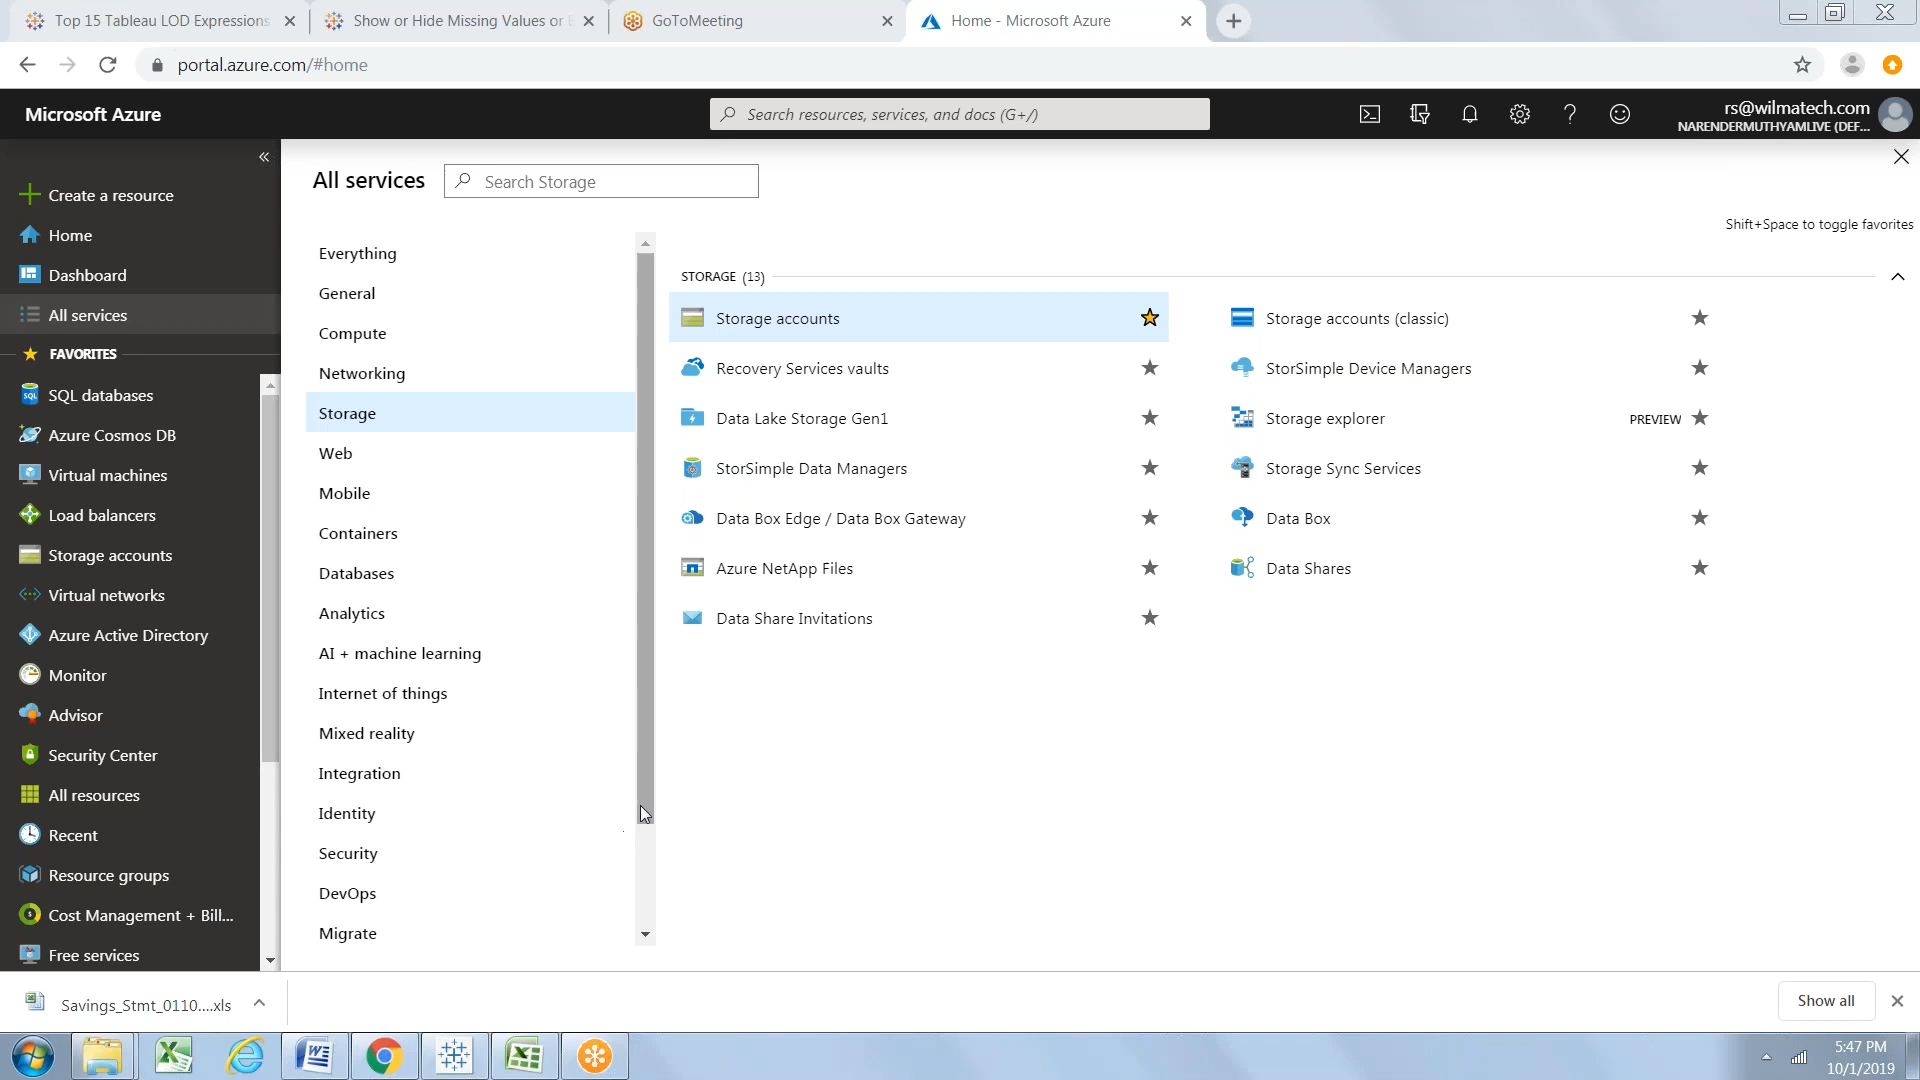 Top 15 Tableau LOD Expressions
Show or Hide Missing Values or E
GoToMeeting
Home - Microsoft Azure
portal.azure.com/#home
Microsoft Azure
Search resources, services, and docs (G+/)
rs@wilmatech.com
NARENDERMUTHYAMLIVE (DEF...
All services
Search Storage
Shift+Space to toggle favorites
Create a resource
Home
Dashboard
All services
FAVORITES
SQL databases
Azure Cosmos DB
Virtual machines
Load balancers
Storage accounts
Virtual networks
Azure Active Directory
Monitor
Advisor
Security Center
All resources
Recent
Resource groups
Cost Management + Bill...
Free services
Everything
General
Compute
Networking
Storage
Web
Mobile
Containers
Databases
Analytics
AI + machine learning
Internet of things
Mixed reality
Integration
Identity
Security
DevOps
Migrate
STORAGE (13)
Storage accounts
Storage accounts (classic)
Recovery Services vaults
StorSimple Device Managers
Data Lake Storage Gen1
Storage explorer
PREVIEW
StorSimple Data Managers
Storage Sync Services
Data Box Edge / Data Box Gateway
Data Box
Azure NetApp Files
Data Shares
Data Share Invitations
Savings_Stmt_0110....xls
Show all
5:47 PM
10/1/2019